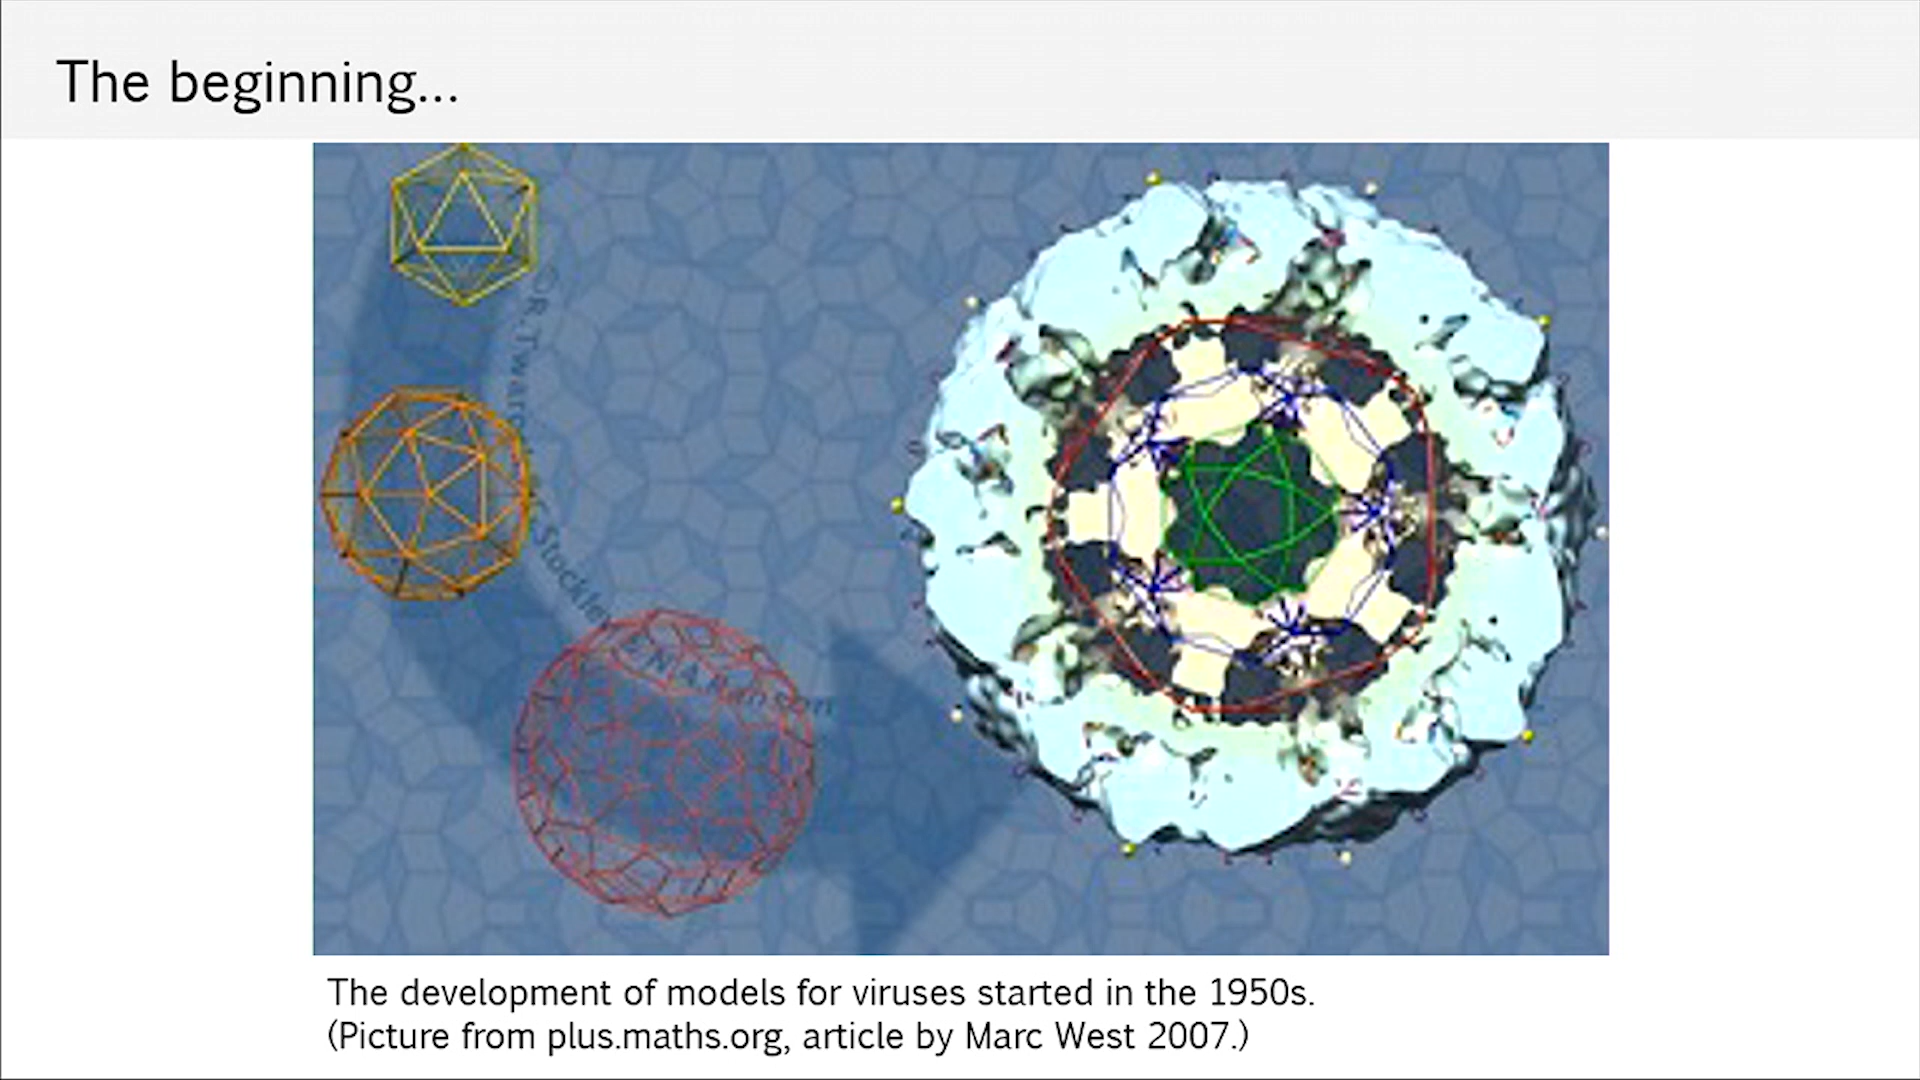 The beginning...
The development of models for viruses started in the 1950s.
(Picture from plus.maths.org, article by Marc West 2007.)